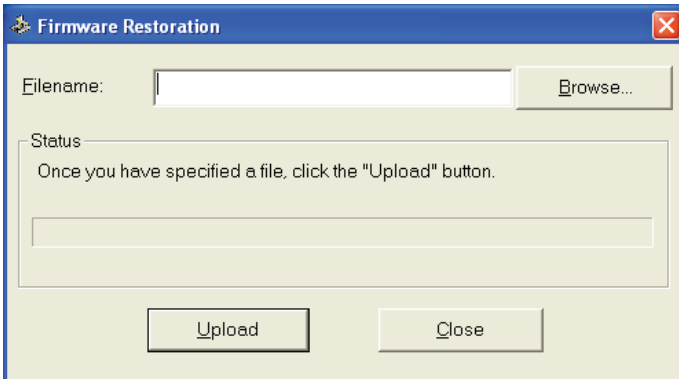 Firmware Restoration
Filename:
Browse...
Status
Once you have specified a file, click the "Upload" button.
Upload
Close